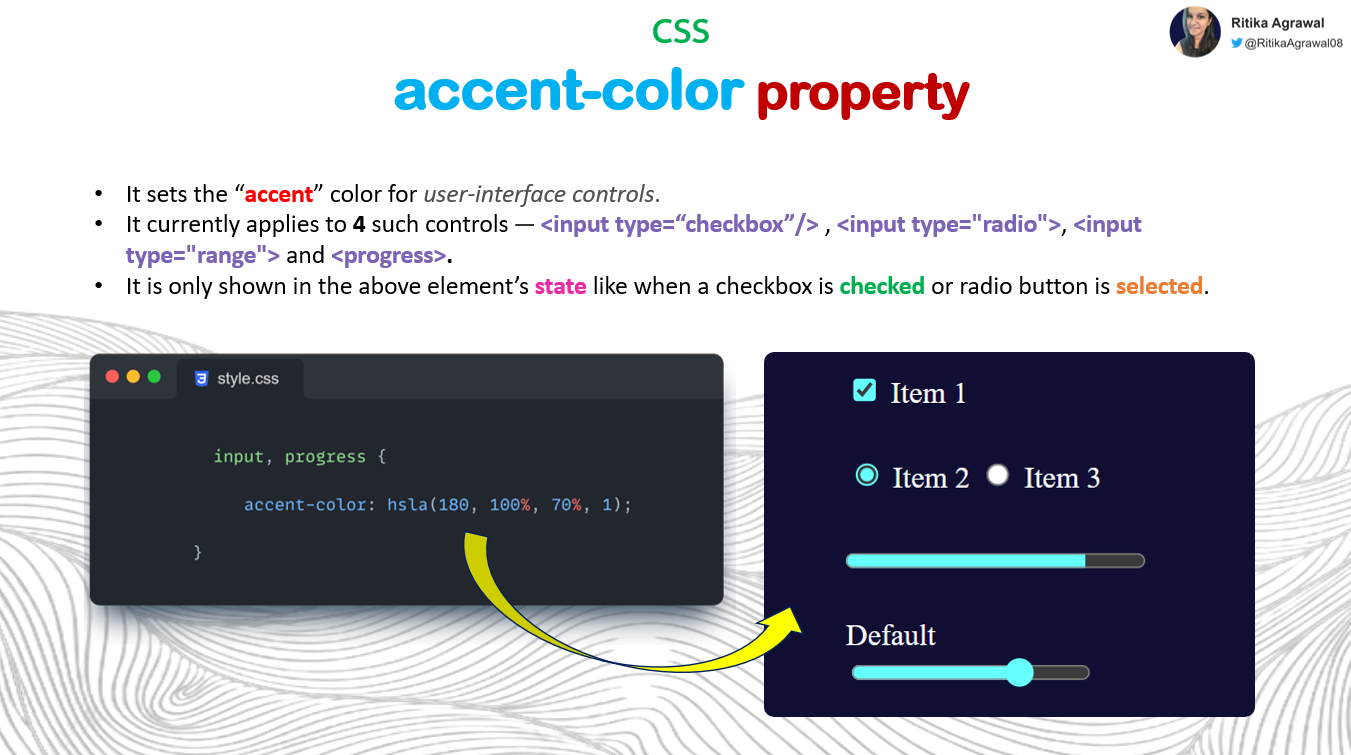 CSS
Ritika Agrawal
@RitikaAgrawal08
accent-color property
• It sets the “accent” color for user-interface controls.
• It currently applies to 4 such controls — <input type=“checkbox”/> , <input type="radio">, <input
type="range"> and <progress>.
• It is only shown in the above element’s state like when a checkbox is checked or radio button is selected.
style.css
input, progress {
accent-color: hsla(180, 100%, 70%, 1);
}
Item 1
Item 2 Item 3
Default